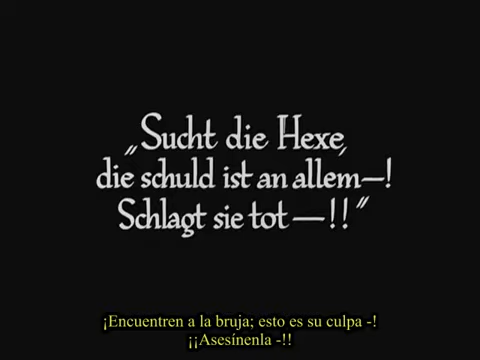 „Sucht die Hexe,
die schuld ist an allem—!
Schlagt sie tot—!!”
¡Encuentren a la bruja; esto es su culpa -!
¡¡Asesínenla -!!